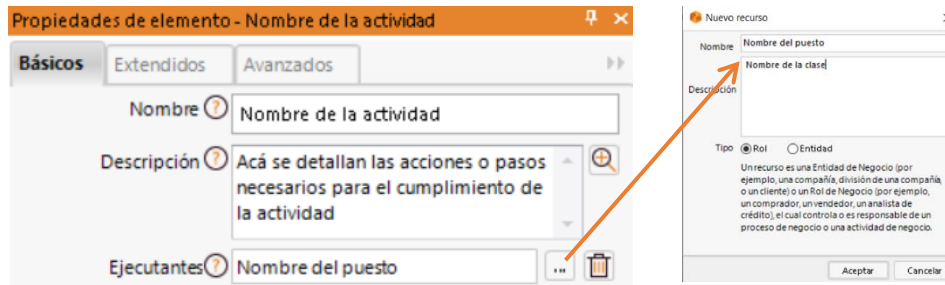 Propiedades de elemento - Nombre de la actividad
Básicos Extendidos Avanzados
Nombre Nombre de la actividad
Descripción Acá se detallan las acciones o pasos
necesarios para el cumplimiento de
la actividad
Ejecutantes Nombre del puesto ...
Nuevo recurso
Nombre Nombre del puesto
Nombre de la clase
Descripción
Tipo Rol Entidad
Un recurso es una Entidad de Negocio (por
ejemplo, una compañía, división de una compañía,
o un cliente) o un Rol de Negocio (por ejemplo,
un comprador, un vendedor, un analista de
crédito), el cual controla o es responsable de un
proceso de negocio o una actividad de negocio.
Aceptar Cancelar